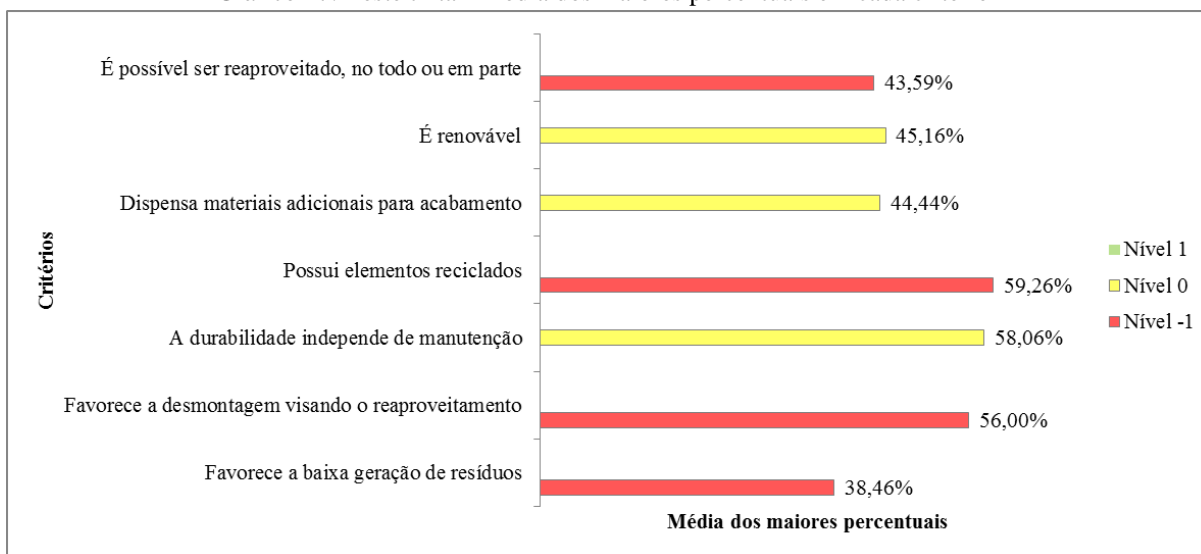 É possível ser reaproveitado, no todo ou em parte
43,59%
É renovável
45,16%
Dispensa materiais adicionais para acabamento
44,44%
Possui elementos reciclados
59,26%
A durabilidade independe de manutenção
58,06%
Favorece a desmontagem visando o reaproveitamento
56,00%
Favorece a baixa geração de resíduos
38,46%
Critérios
Média dos maiores percentuais
Nível 1
Nível 0
Nível -1